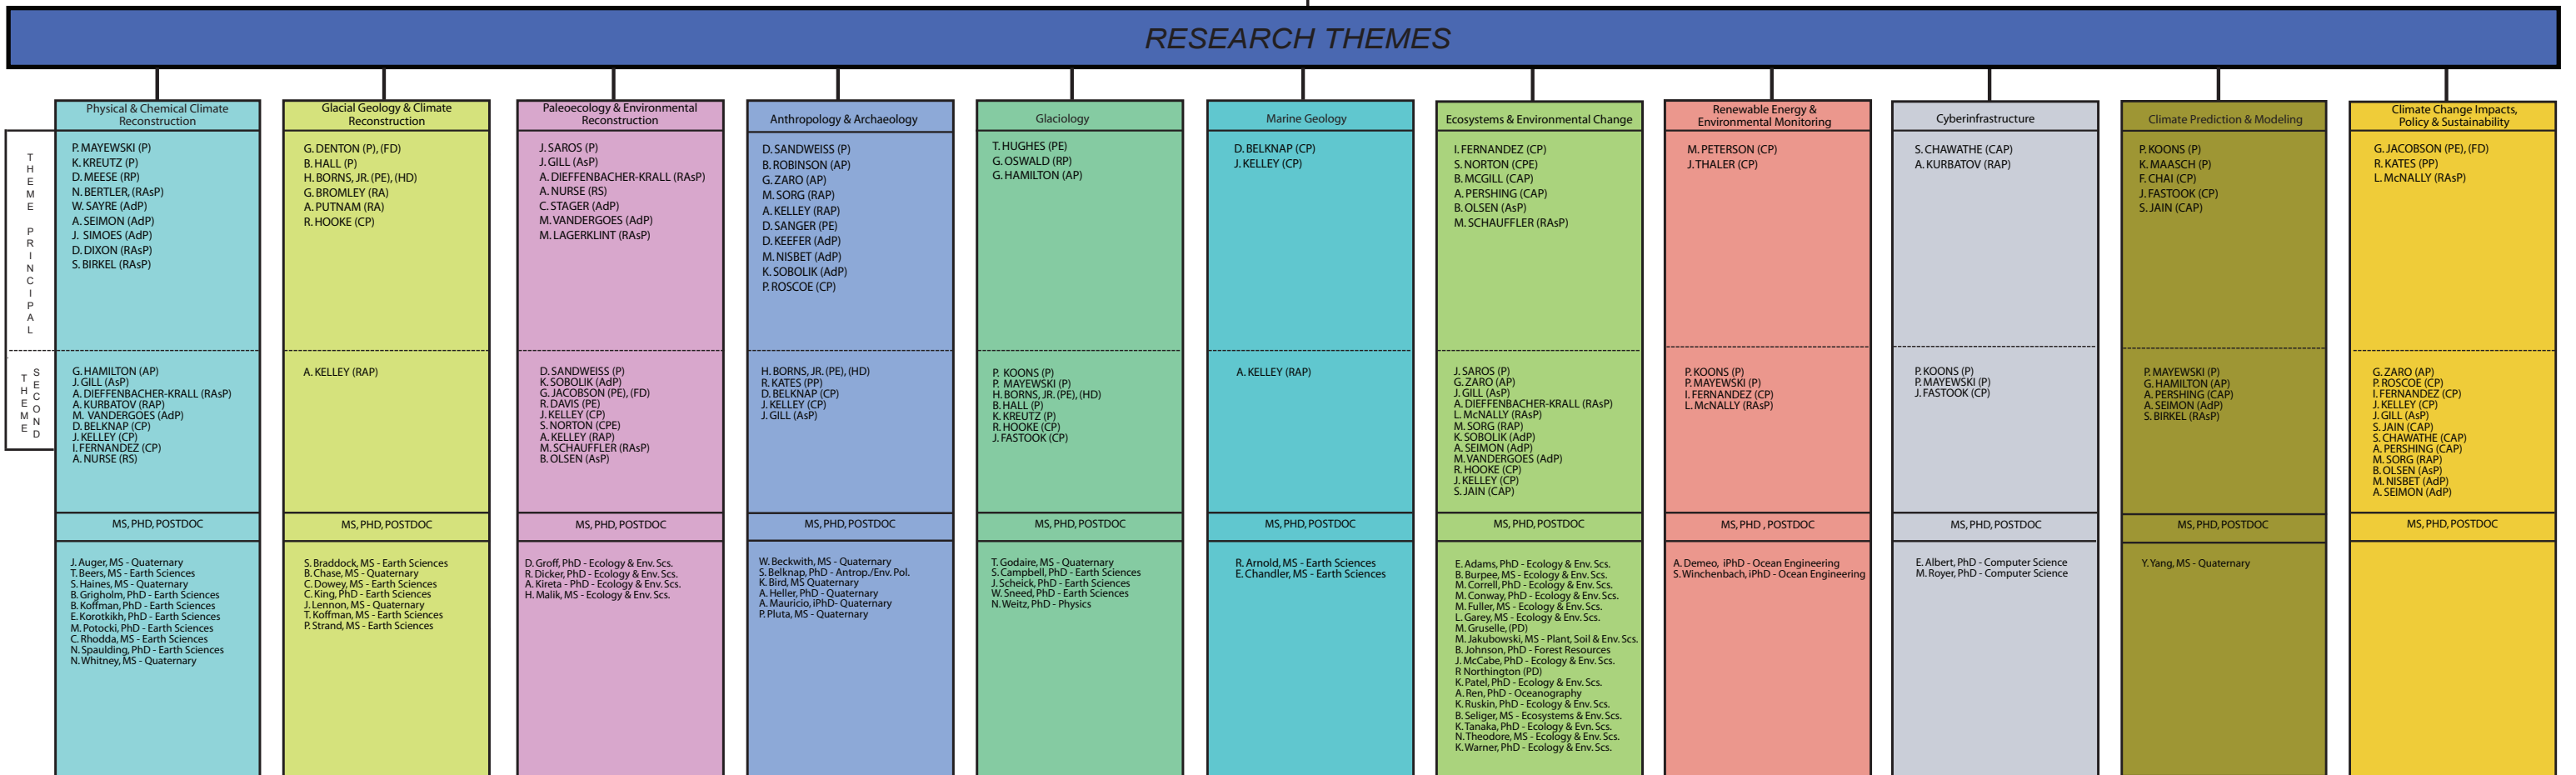 RESEARCH THEMES
THEME PRINCIPAL
SECOND THEME
Physical & Chemical Climate
Reconstruction
P. MAYEWSKI (P)
K. KREUTZ (P)
D. MEESE (RP)
N. BERTLER, (RAsP)
W. SAYRE (AdP)
A. SEIMON (AdP)
J. SIMOES (AdP)
D. DIXON (RAsP)
S. BIRKEL (RAsP)
G. HAMILTON (AP)
J. GILL (AsP)
A. DIEFFENBACHER-KRALL (RAsP)
A. KURBATOV (RAP)
M. VANDERGOES (AdP)
D. BELKNAP (CP)
J. KELLEY (CP)
I. FERNANDEZ (CP)
A. NURSE (RS)
MS, PHD, POSTDOC
J. Auger, MS - Quaternary
T. Beers, MS - Earth Sciences
S. Haines, MS - Quaternary
B. Grigholm, PhD - Earth Sciences
B. Koffman, PhD - Earth Sciences
E. Korotkikh, PhD - Earth Sciences
M. Potocki, PhD - Earth Sciences
C. Rhodda, MS - Earth Sciences
N. Spaulding, PhD - Earth Sciences
N. Whitney, MS - Quaternary
Glacial Geology & Climate
Reconstruction
G. DENTON (P), (FD)
B. HALL (P)
H. BORNS, JR. (PE), (HD)
G. BROMLEY (RA)
A. PUTNAM (RA)
R. HOOKE (CP)
A. KELLEY (RAP)
MS, PHD, POSTDOC
S. Braddock, MS - Earth Sciences
B. Chase, MS - Quaternary
C. Dowey, MS - Earth Sciences
C. King, PhD - Earth Sciences
J. Lennon, MS - Quaternary
T. Koffman, PhD - Earth Sciences
P. Strand, MS - Earth Sciences
Paleoecology & Environmental
Reconstruction
J. SAROS (P)
J. GILL (AsP)
A. DIEFFENBACHER-KRALL (RAsP)
A. NURSE (RS)
C. STAGER (AdP)
M. VANDERGOES (AdP)
M. LAGERKLINT (RAsP)
D. SANDWEISS (P)
K. SOBOLIK (AdP)
G. JACOBSON (PE), (FD)
R. DAVIS (PE)
J. KELLEY (CP)
S. NORTON (CPE)
A. KELLEY (RAP)
M. SCHAUFFLER (RAsP)
B. OLSEN (AsP)
MS, PHD, POSTDOC
D. Groff, PhD - Ecology & Env. Scs.
R. Dicker, PhD - Ecology & Env. Scs.
A. Kireta - PhD - Ecology & Env. Scs.
H. Malik, MS - Ecology & Env. Scs.
Anthropology & Archaeology
D. SANDWEISS (P)
B. ROBINSON (AP)
G. ZARO (AP)
M. SORG (RAP)
A. KELLEY (RAP)
D. SANGER (PE)
D. KEEFER (AdP)
M. NISBET (AdP)
K. SOBOLIK (AdP)
P. ROSCOE (CP)
H. BORNS, JR. (PE), (HD)
R. KATES (PP)
D. BELKNAP (CP)
J. KELLEY (CP)
J. GILL (AsP)
MS, PHD, POSTDOC
W. Beckwith, MS - Quaternary
S. Belknap, PhD - Antrop./Env. Pol.
K. Bird, MS Quaternary
A. Heller, PhD - Quaternary
A. Mauricio, iPhD- Quaternary
P. Pluta, MS - Quaternary
Glaciology
T. HUGHES (PE)
G. OSWALD (RP)
G. HAMILTON (AP)
P. KOONS (P)
P. MAYEWSKI (P)
H. BORNS, JR. (PE), (HD)
B. HALL (P)
K. KREUTZ (P)
R. HOOKE (CP)
J. FASTOOK (CP)
MS, PHD, POSTDOC
T. Godaire, MS - Quaternary
S. Campbell, PhD - Earth Sciences
J. Scheick, PhD - Earth Sciences
W. Sneed, PhD - Earth Sciences
N. Weitz, PhD - Physics
Marine Geology
D. BELKNAP (CP)
J. KELLEY (CP)
A. KELLEY (RAP)
MS, PHD, POSTDOC
R. Arnold, MS - Earth Sciences
E. Chandler, MS - Earth Sciences
Ecosystems & Environmental Change
I. FERNANDEZ (CP)
S. NORTON (CPE)
B. MCGILL (CAP)
A. PERSHING (CAP)
B. OLSEN (AsP)
M. SCHAUFFLER (RAsP)
J. SAROS (P)
G. ZARO (AP)
J. GILL (AsP)
A. DIEFFENBACHER-KRALL (RAsP)
L. McNALLY (RAsP)
M. SORG (RAP)
K. SOBOLIK (AdP)
A. SEIMON (AdP)
M. VANDERGOES (AdP)
R. HOOKE (CP)
J. KELLEY (CP)
S. JAIN (CAP)
MS, PHD, POSTDOC
E. Adams, PhD - Ecology & Env. Scs.
B. Burpee, MS - Ecology & Env. Scs.
M. Correll, PhD - Ecology & Env. Scs.
M. Conway, PhD - Ecology & Env. Scs.
M. Fuller, MS - Ecology & Env. Scs.
L. Garey, MS - Ecology & Env. Scs.
M. Gruselle, (PD)
M. Jakubowski, MS - Plant, Soil & Env. Scs.
B. Johnson, PhD - Forest Resources
J. McCabe, PhD - Ecology & Env. Scs.
R Northington (PD)
K. Patel, PhD - Ecology & Env. Scs.
A. Ren, PhD - Oceanography
K. Ruskin, PhD - Ecology & Env. Scs.
B. Seliger, MS - Ecosystems & Env. Scs.
K. Tanaka, PhD - Ecology & Evn. Scs.
N. Theodore, MS - Ecology & Env. Scs.
K. Warner, PhD - Ecology & Env. Scs.
Renewable Energy &
Environmental Monitoring
M. PETERSON (CP)
J. THALER (CP)
P. KOONS (P)
P. MAYEWSKI (P)
I. FERNANDEZ (CP)
L. McNALLY (RAsP)
MS, PHD , POSTDOC
A. Demeo, iPhD - Ocean Engineering
S. Winchenbach, iPhD - Ocean Engineering
Cyberinfrastructure
S. CHAWATHE (CAP)
A. KURBATOV (RAP)
P. KOONS (P)
P. MAYEWSKI (P)
J. FASTOOK (CP)
MS, PHD, POSTDOC
E. Albert, PhD - Computer Science
M. Royer, PhD - Computer Science
Climate Prediction & Modeling
P. KOONS (P)
K. MAASCH (P)
F. CHAI (CP)
J. FASTOOK (CP)
S. JAIN (CAP)
P. MAYEWSKI (P)
G. HAMILTON (AP)
A. PERSHING (CAP)
A. SEIMON (AdP)
S. BIRKEL (RAsP)
MS, PHD, POSTDOC
Y. Yang, MS - Quaternary
Climate Change Impacts,
Policy & Sustainability
G. JACOBSON (PE), (FD)
R. KATES (PP)
L. McNALLY (RAsP)
G. ZARO (AP)
P. ROSCOE (CP)
I. FERNANDEZ (CP)
J. KELLEY (CP)
J. GILL (AsP)
S. JAIN (CAP)
S. CHAWATHE (CAP)
A. PERSHING (CAP)
M. SORG (RAP)
B. OLSEN (AsP)
M. NISBET (AdP)
A. SEIMON (AdP)
MS, PHD, POSTDOC